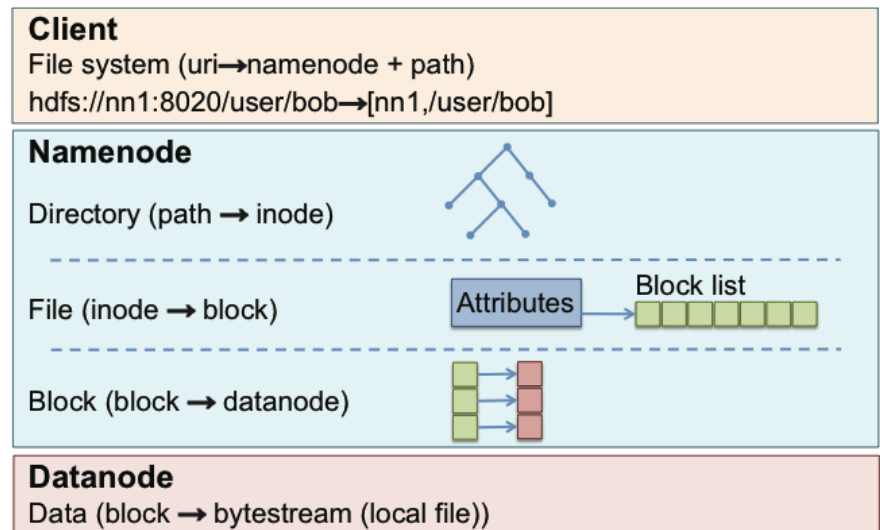 Client
File system (uri→namenode + path)
hdfs://nn1:8020/user/bob→[nn1,/user/bob]
Namenode
Directory (path → inode)
File (inode → block)
Attributes
Block list
Block (block → datanode)
Datanode
Data (block → bytestream (local file))